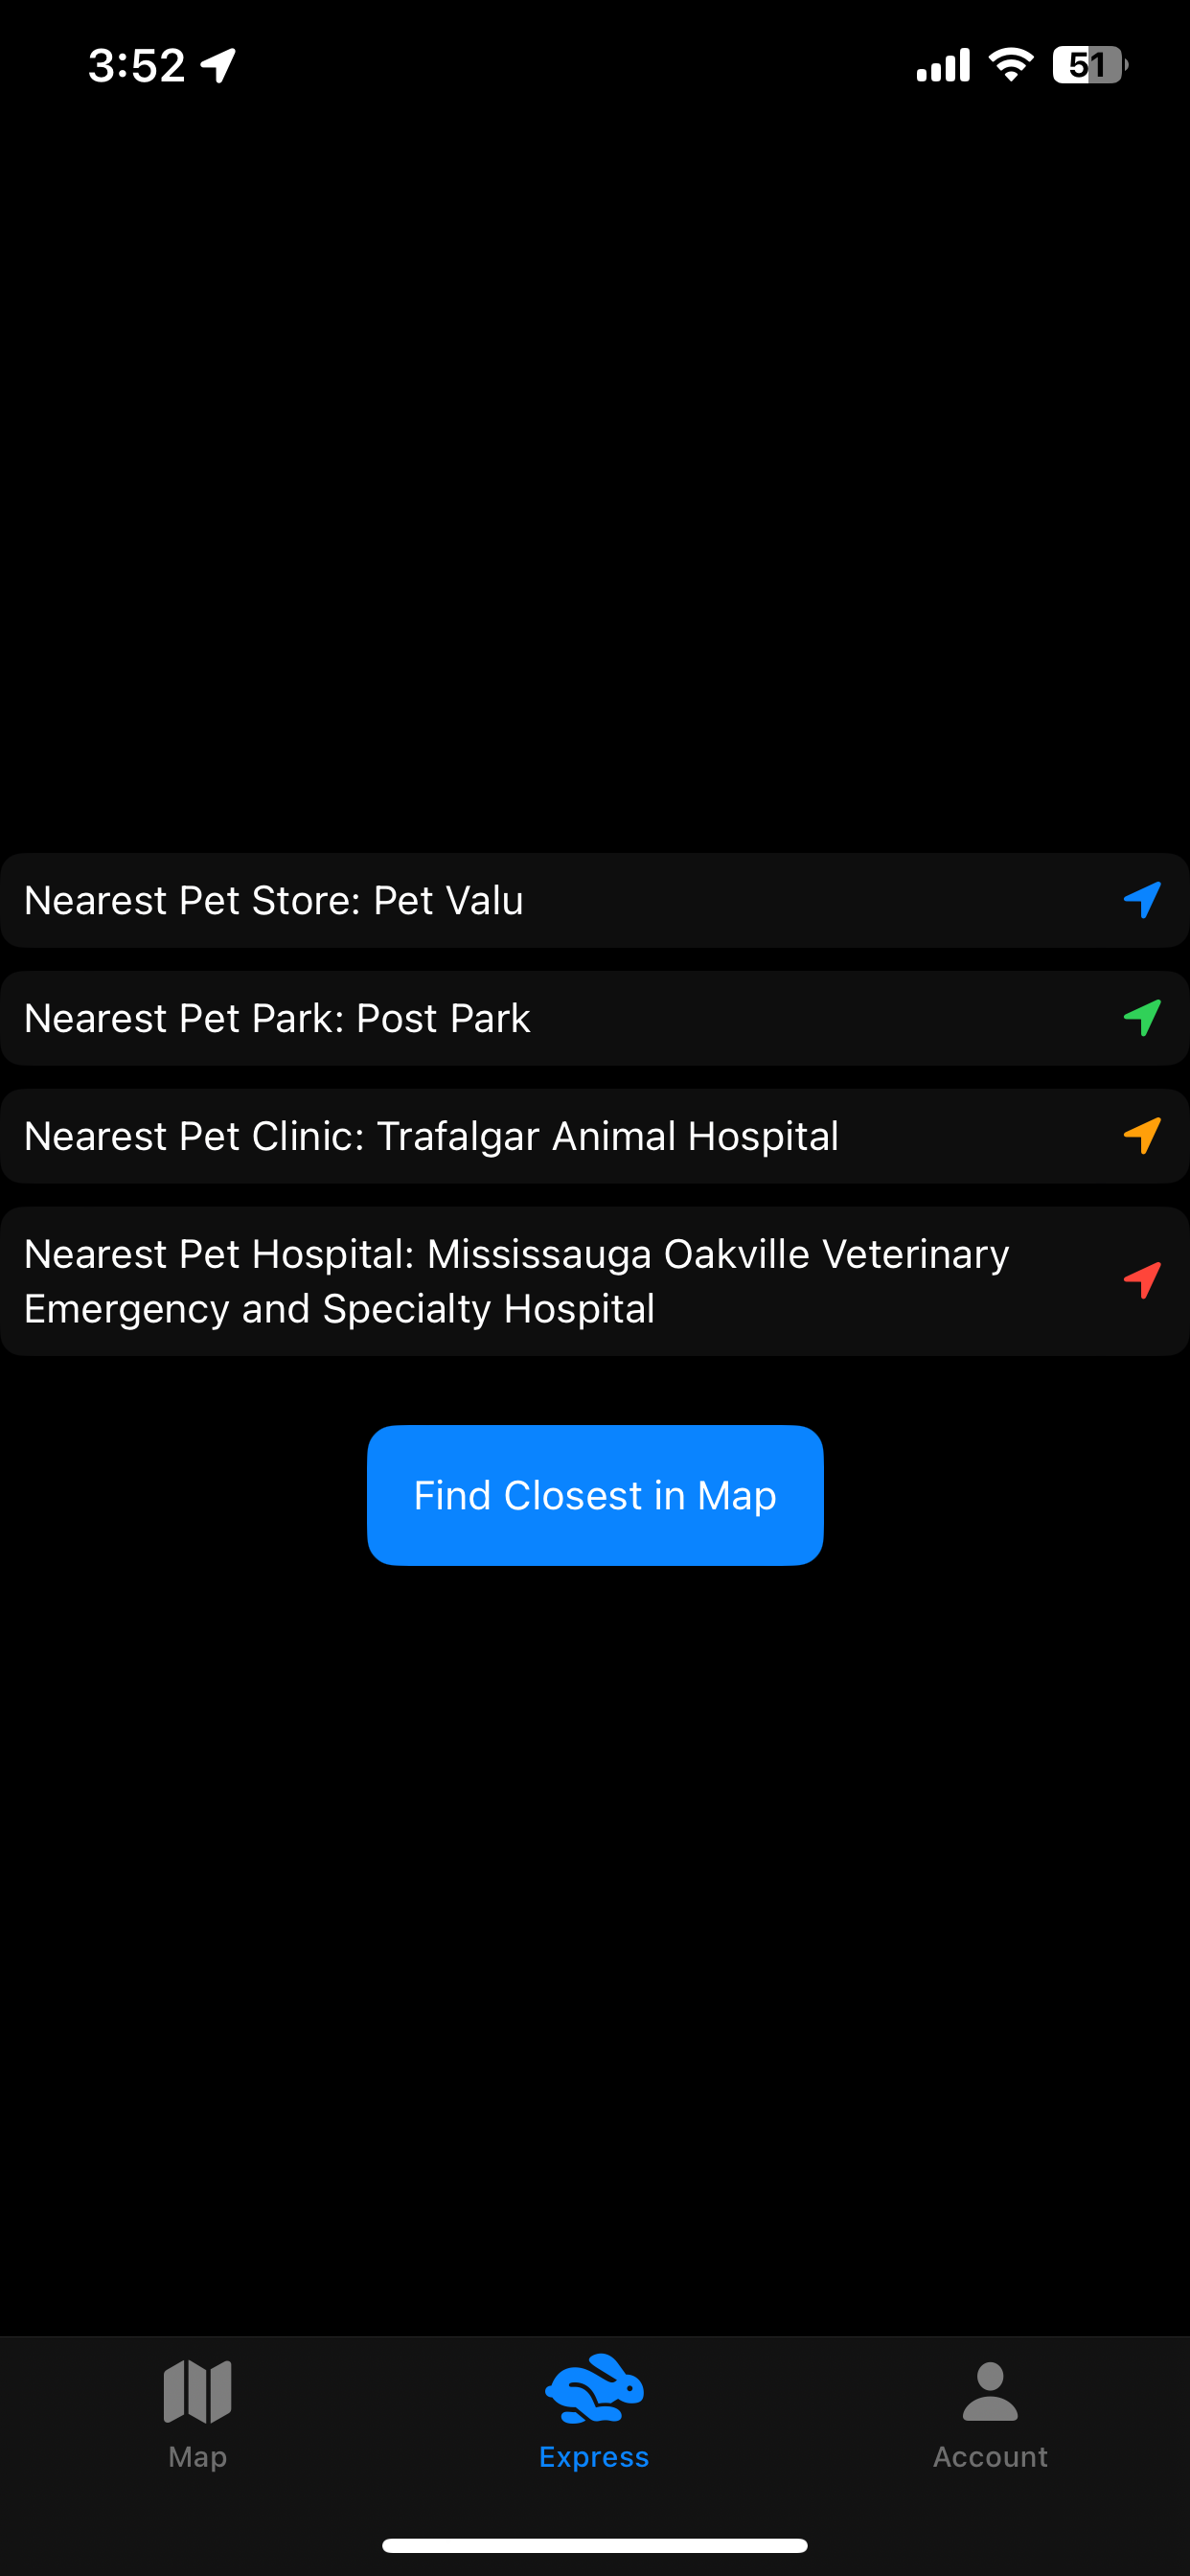 3:52
51
Nearest Pet Store: Pet Valu
Nearest Pet Park: Post Park
Nearest Pet Clinic: Trafalgar Animal Hospital
Nearest Pet Hospital: Mississauga Oakville Veterinary
Emergency and Specialty Hospital
Find Closest in Map
Map
Express
Account